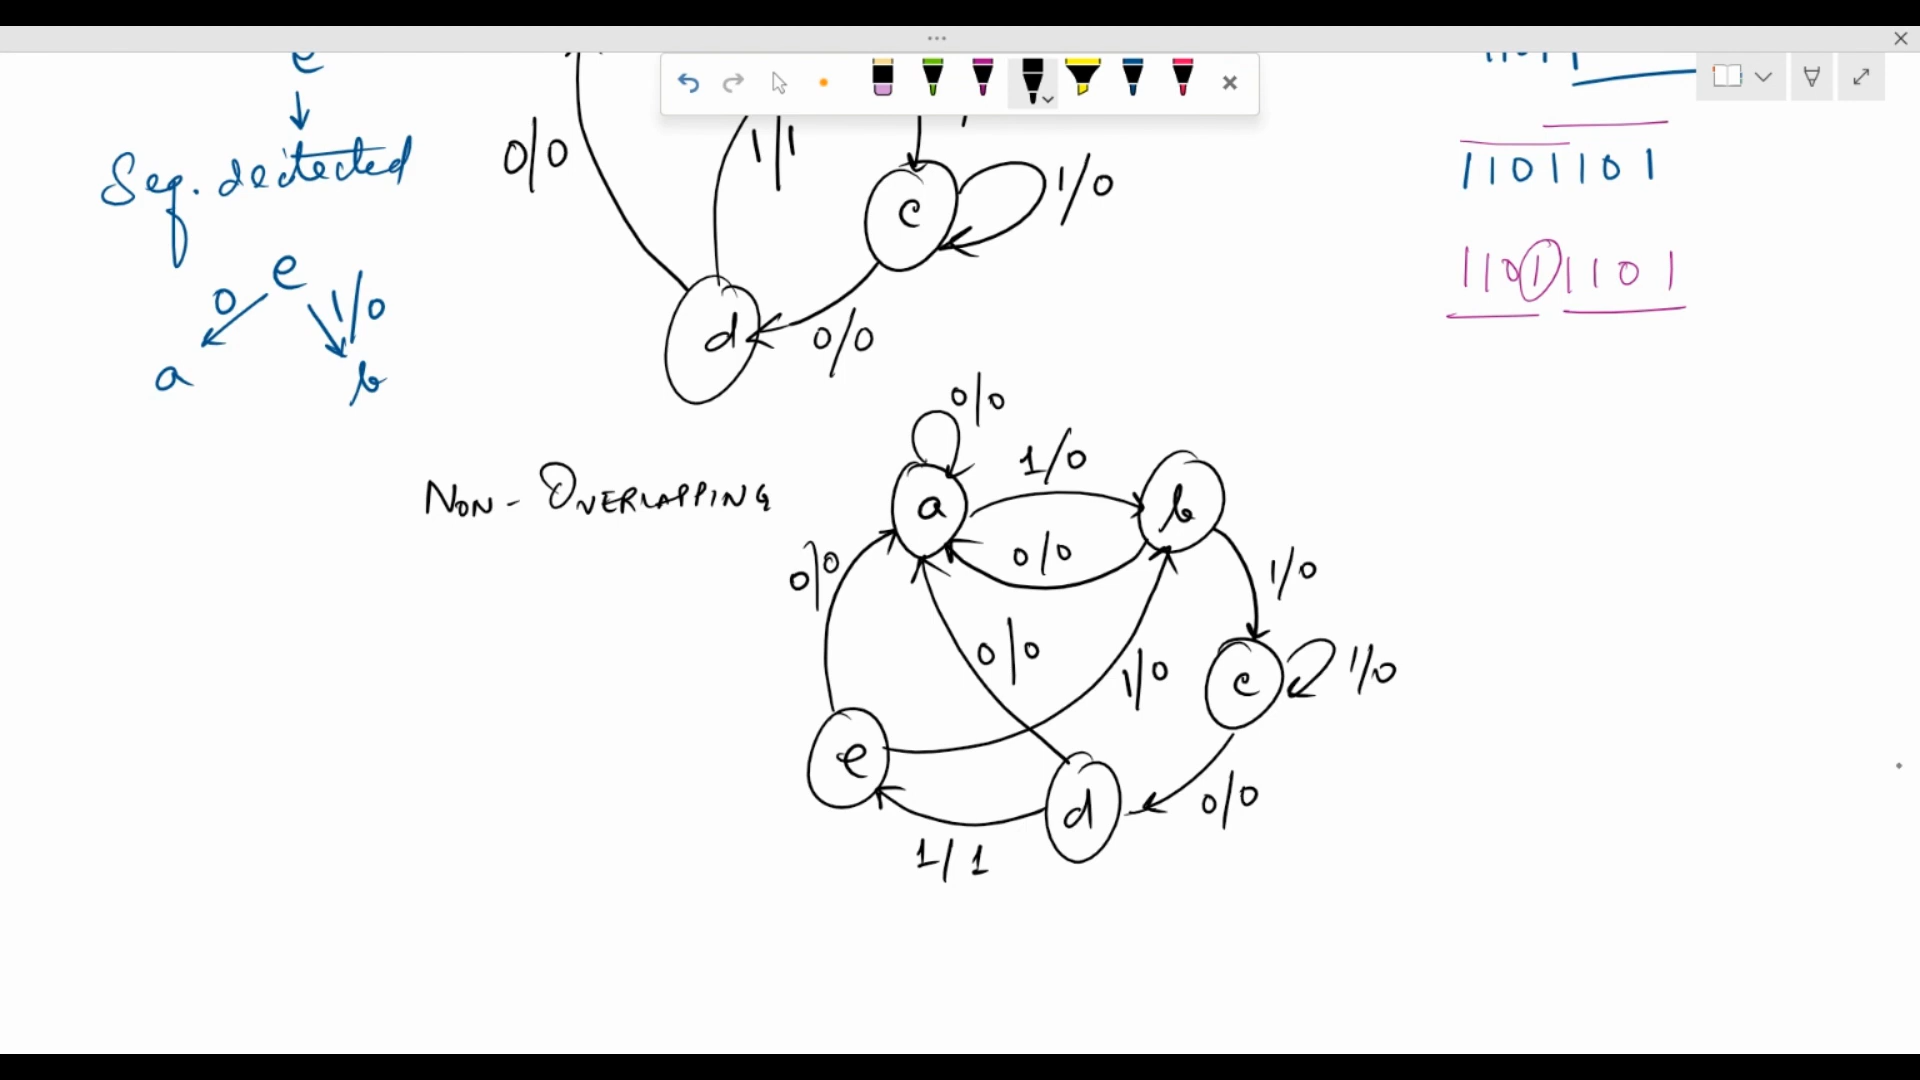 e
Seq. detected
0/0
1/1
c
1/0
d
0/0
e
0
1/0
a
b
1101101
11011101
NON-OVERLAPPING
0/0
a
1/0
b
0/0
0/0
1/0
c
1/0
0/0
1/0
e
d
0/0
1/1